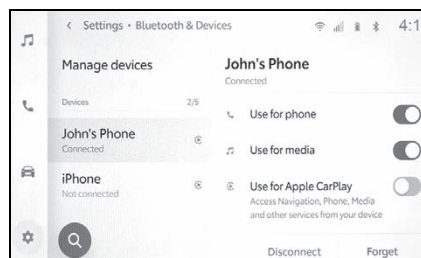 < Settings • Bluetooth & Devices
4:1
Manage devices
Devices 2/5
John's Phone
Connected
iPhone
Not connected
John's Phone
Connected
Use for phone
Use for media
Use for Apple CarPlay
Access Navigation, Phone, Media
and other services from your device
Disconnect Forget